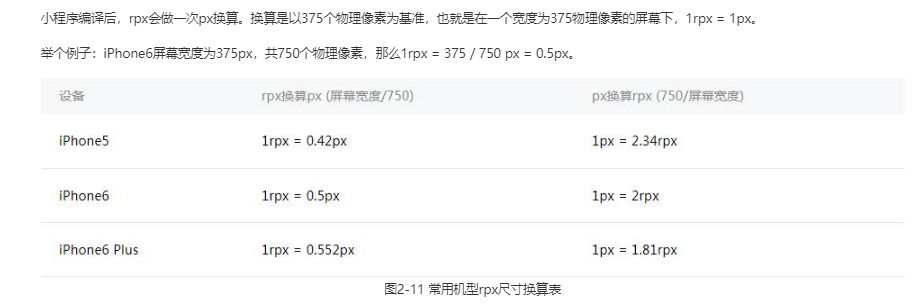 小程序编译后，rpx会做一次px换算。换算是以375个物理像素为基准，也就是在一个宽度为375物理像素的屏幕下，1rpx = 1px。
举个例子：iPhone6屏幕宽度为375px，共750个物理像素，那么1rpx = 375 / 750 px = 0.5px。
设备 rpx换算px (屏幕宽度/750) px换算rpx (750/屏幕宽度)
iPhone5 1rpx = 0.42px 1px = 2.34rpx
iPhone6 1rpx = 0.5px 1px = 2rpx
iPhone6 Plus 1rpx = 0.552px 1px = 1.81rpx
图2-11 常用机型rpx尺寸换算表